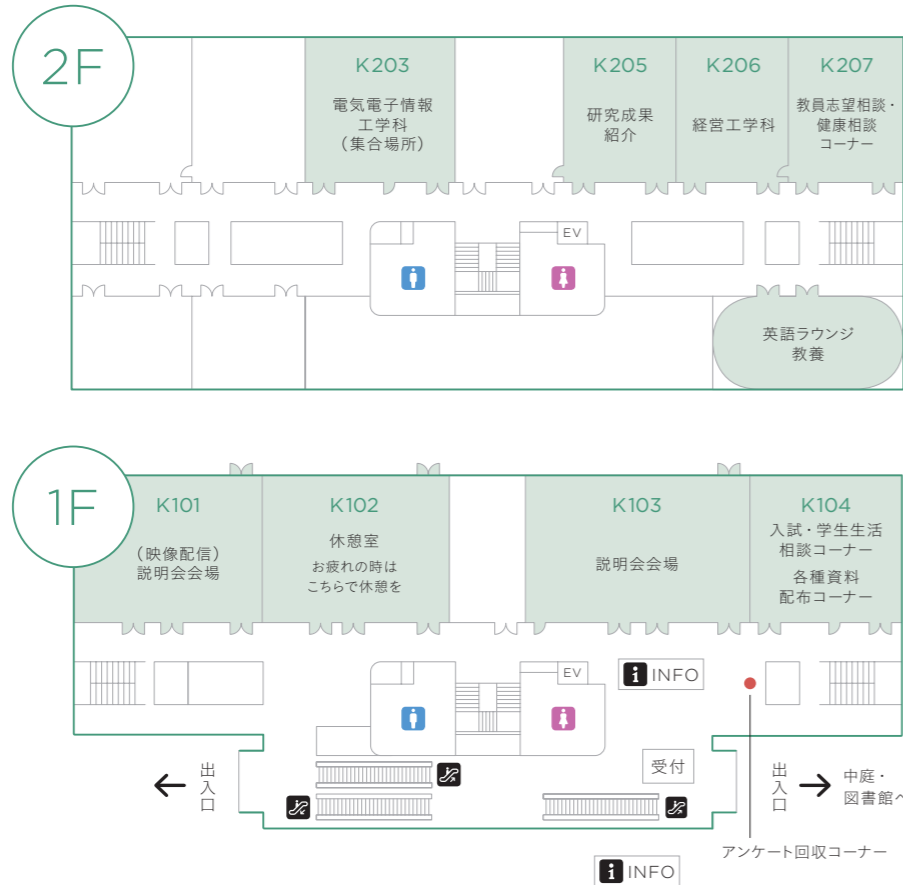 2F
K203
電気電子情報
工学科
(集合場所)
K205
研究成果
紹介
K206
経営工学科
K207
教員志望相談・
健康相談
コーナー
EV
英語ラウンジ
教養
1F
K101
(映像配信)
説明会会場
K102
休憩室
お疲れの時は
こちらで休憩を
K103
説明会会場
K104
入試・学生生活
相談コーナー
各種資料
配布コーナー
EV
i INFO
受付
出入口
出入口
中庭・
図書館へ
アンケート回収コーナー
i INFO